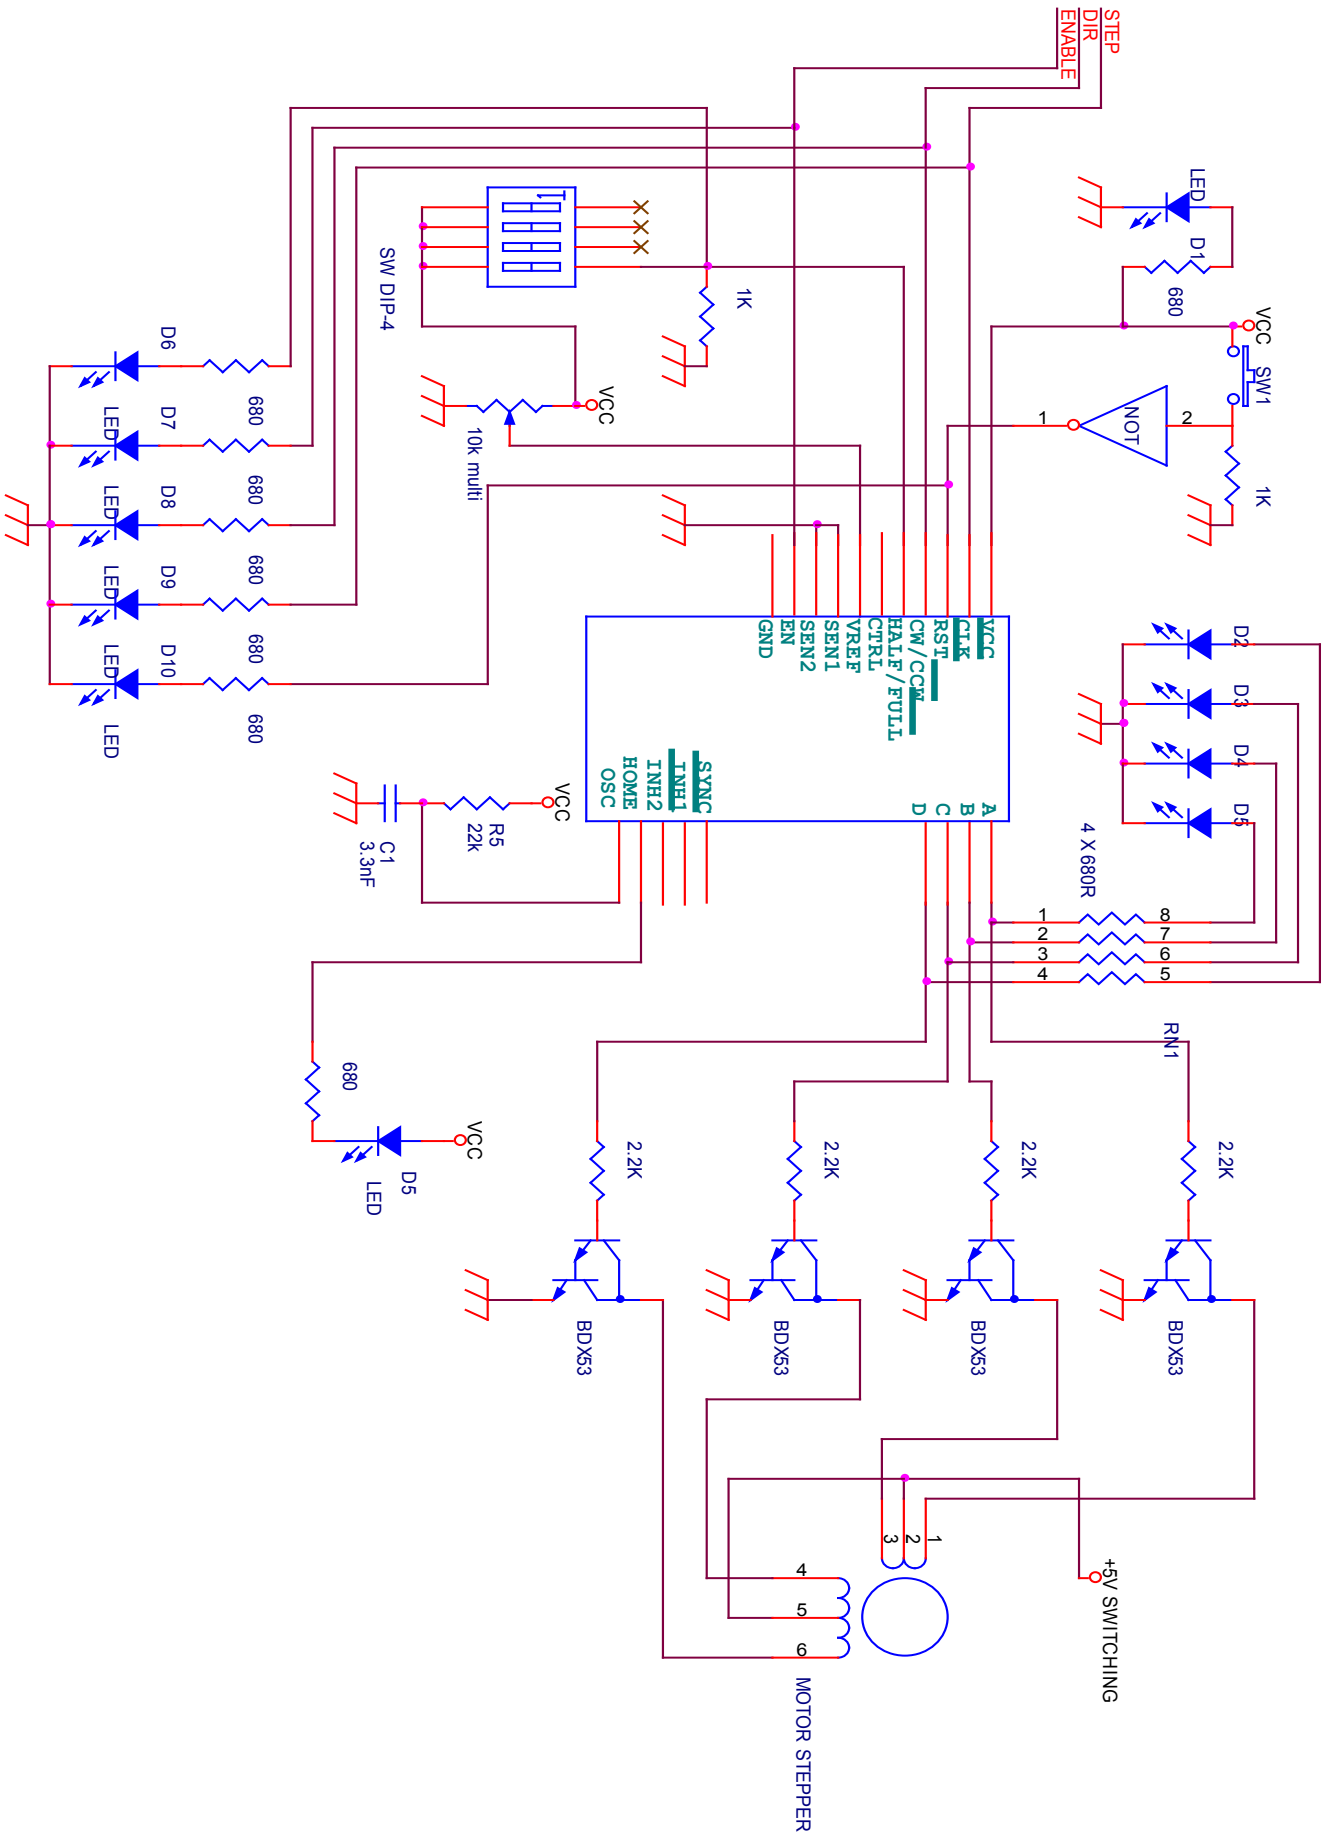 STEP
DIR
ENABLE
LED
D1
680
VCC
SW1
NOT
1
2
1K
1
SW DIP-4
1K
VCC
10k multi
D6
LED
680
D7
LED
680
D8
LED
680
D9
LED
680
D10
LED
680
VCC
CLK
RST
CW/CCW
HALF/FULL
CTRL
VREF
SEN1
SEN2
EN
GND
A
B
C
D
SYNC
INH1
INH2
HOME
OSC
D2
D3
D4
D5
4 X 680R
1
2
3
4
8
7
6
5
RN1
VCC
R5
22k
C1
3.3nF
680
VCC
D5
LED
2.2K
2.2K
2.2K
2.2K
BDX53
BDX53
BDX53
BDX53
1
2
3
4
5
6
+5V SWITCHING
MOTOR STEPPER